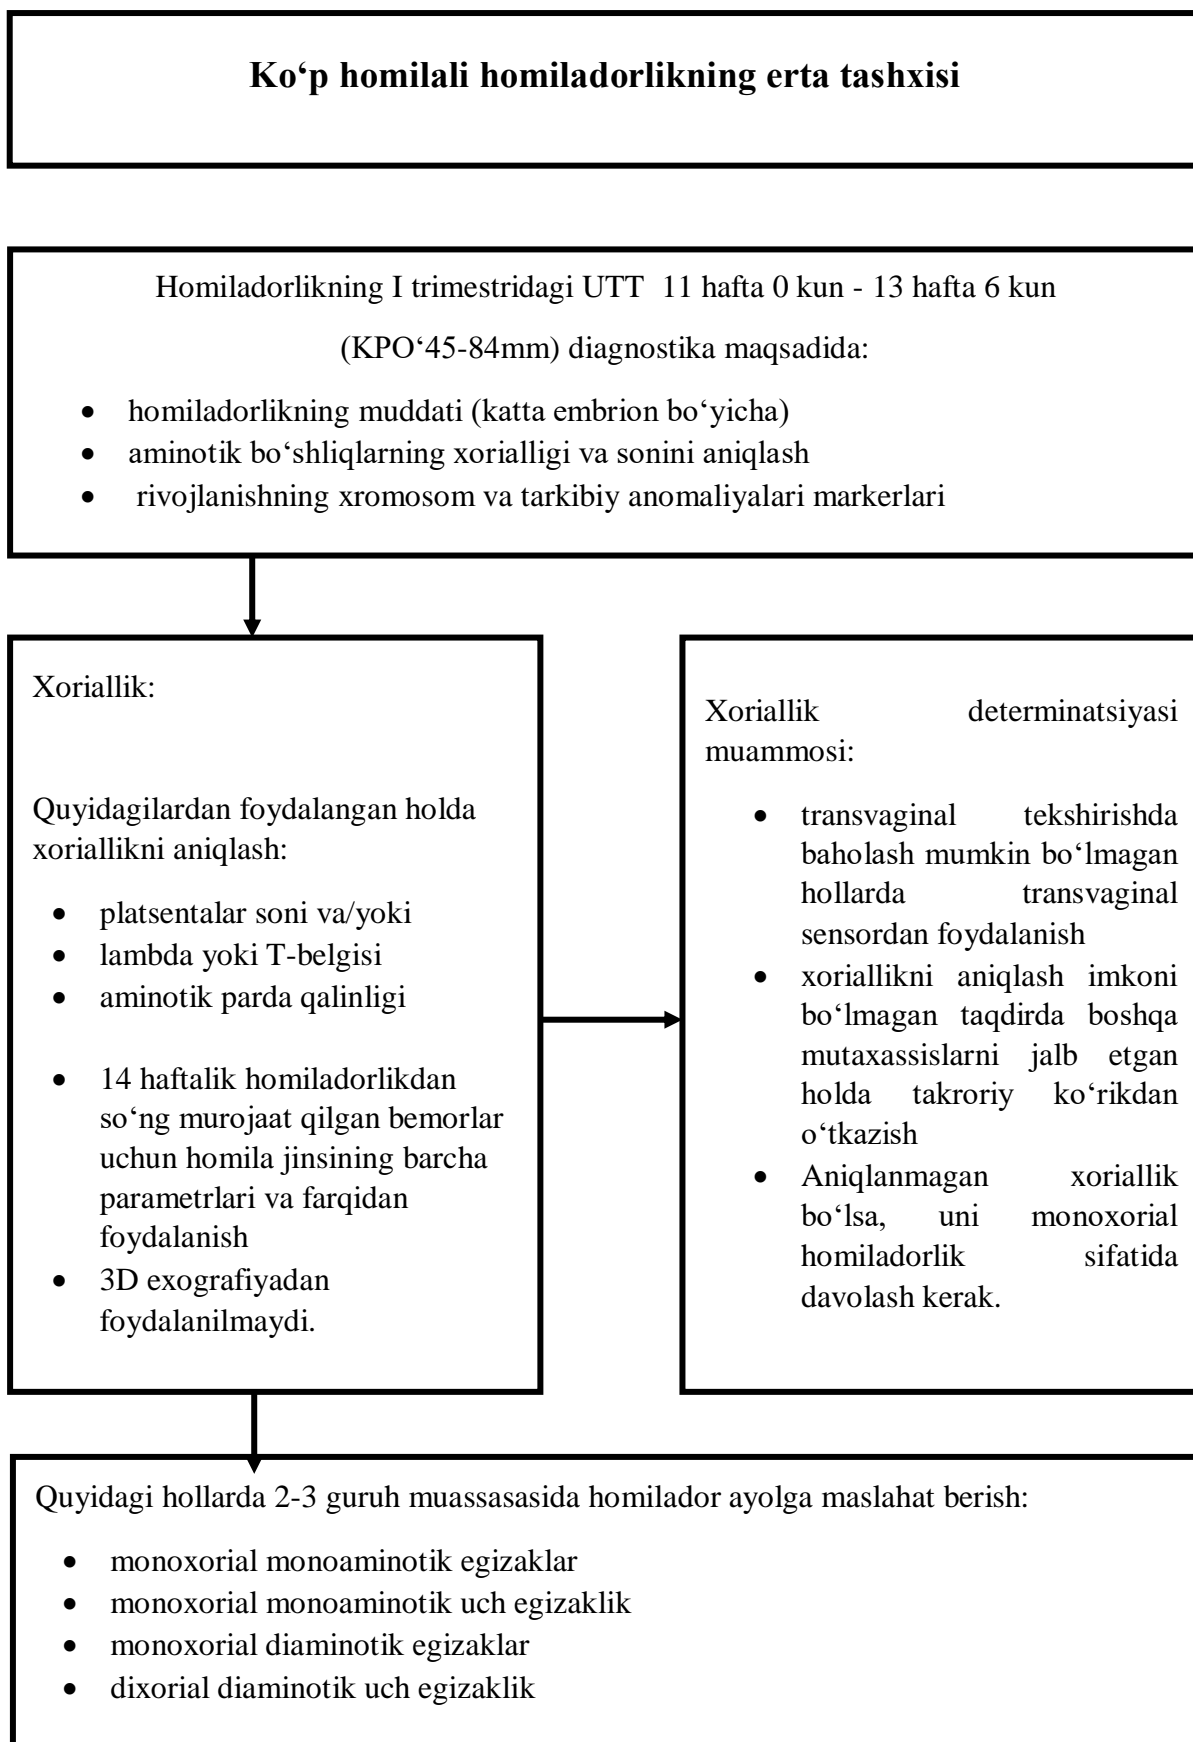 Ko‘p homilali homiladorlikning erta tashxisi
Homiladorlikning I trimestridagi UTT 11 hafta 0 kun - 13 hafta 6 kun
(KPO‘45-84mm) diagnostika maqsadida:
• homiladorlikning muddati (katta embrion bo‘yicha)
• aminotik bo‘shliqlarning xorialligi va sonini aniqlash
• rivojlanishning xromosom va tarkibiy anomaliyalari markerlari
Xoriallik:
Quyidagilardan foydalangan holda
xoriallikni aniqlash:
• platsentalar soni va/yoki
• lambda yoki T-belgisi
• aminotik parda qalinligi
• 14 haftalik homiladorlikdan
so‘ng murojaat qilgan bemorlar
uchun homila jinsining barcha
parametrlari va farqidan
foydalanish
• 3D exografiyadan
foydalanilmaydi.
Xoriallik determinatsiyasi
muammosi:
• transvaginal tekshirishda
baholash mumkin bo‘lmagan
hollarda transvaginal
sensordan foydalanish
• xoriallikni aniqlash imkoni
bo‘lmagan taqdirda boshqa
mutaxassislarni jalb etgan
holda takroriy ko‘rikdan
o‘tkazish
• Aniqlanmagan xoriallik
bo‘lsa, uni monoxorial
homiladorlik sifatida
davolash kerak.
Quyidagi hollarda 2-3 guruh muassasasida homilador ayolga maslahat berish:
• monoxorial monoaminotik egizaklar
• monoxorial monoaminotik uch egizaklik
• monoxorial diaminotik egizaklar
• dixorial diaminotik uch egizaklik